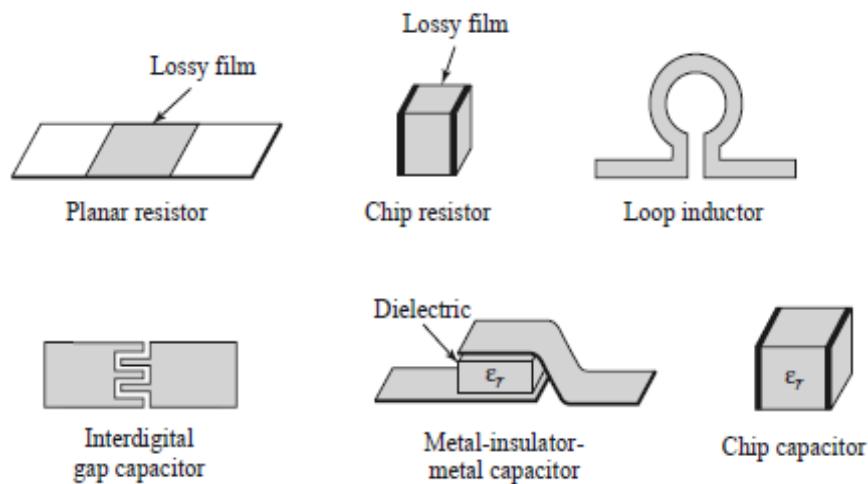 Lossy film
Lossy film
Planar resistor
Chip resistor
Loop inductor
Dielectric
εr
εr
Interdigital
gap capacitor
Metal-insulator-
metal capacitor
Chip capacitor